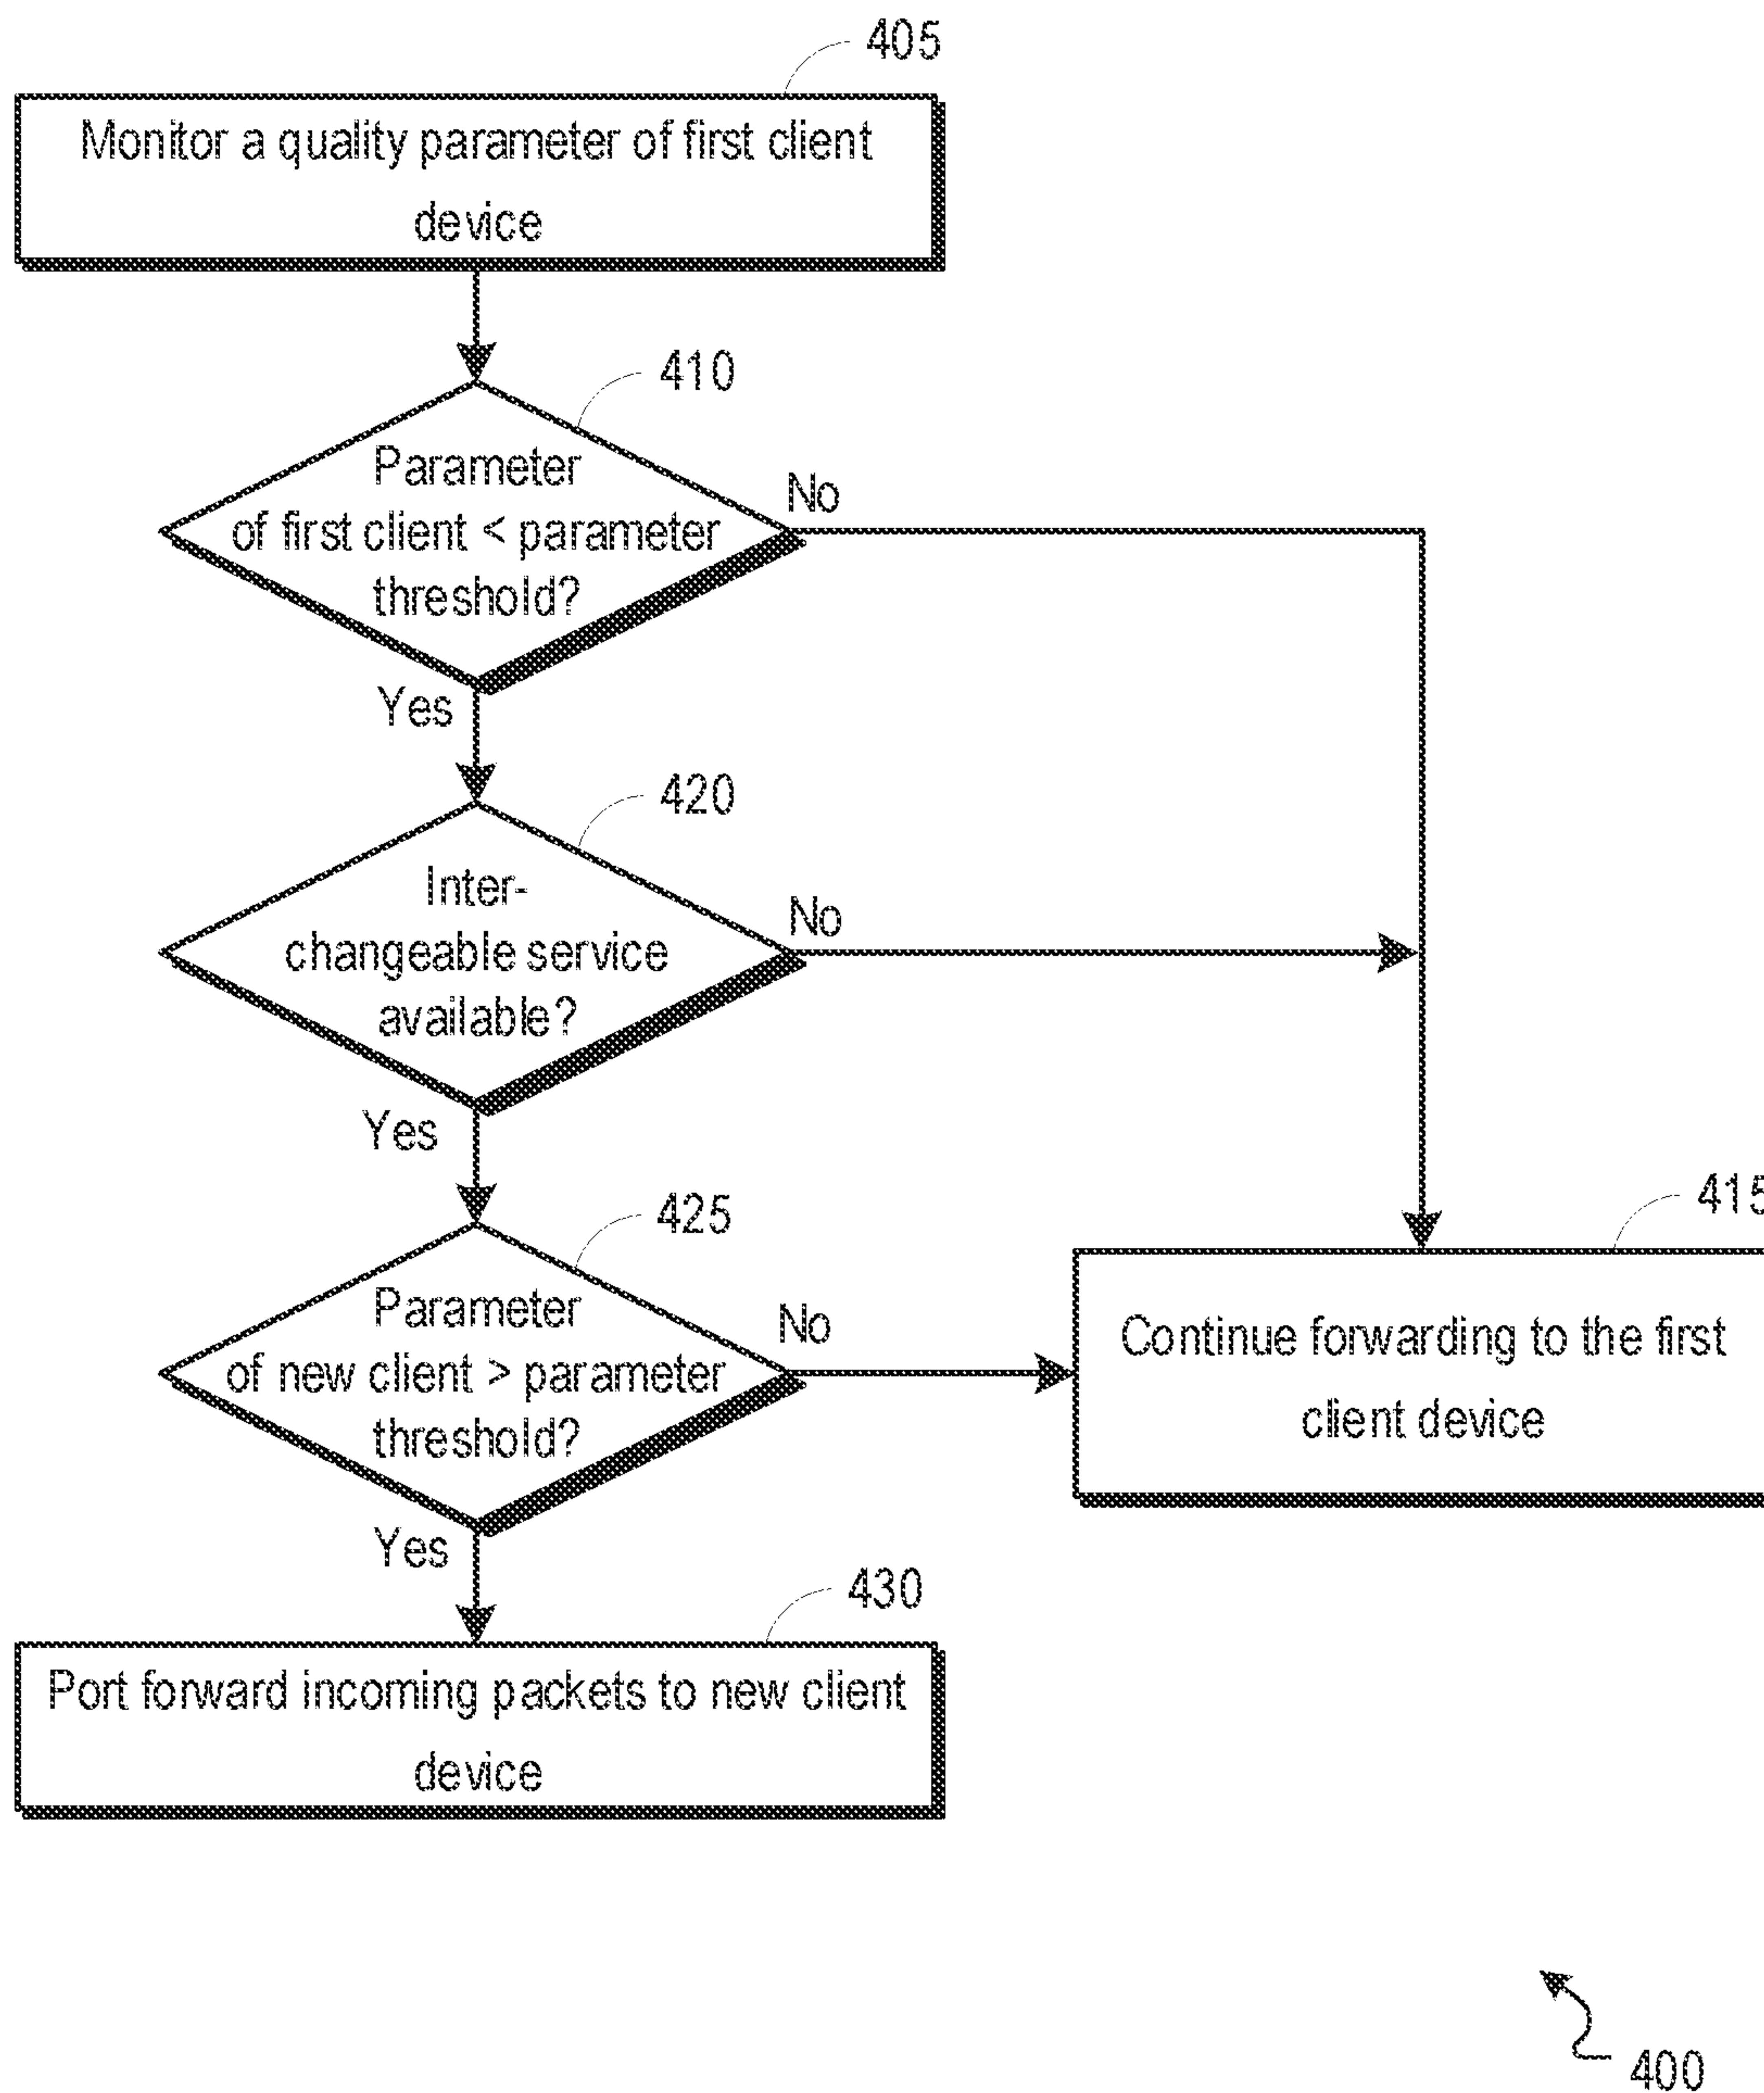 405
Monitor a quality parameter of first client
device
410
Parameter
of first client < parameter
threshold?
No
Yes
420
Inter-
changeable service
available?
No
Yes
425
415
Parameter
of new client > parameter
threshold?
No
Continue forwarding to the first
client device
Yes
430
Port forward incoming packets to new client
device
400